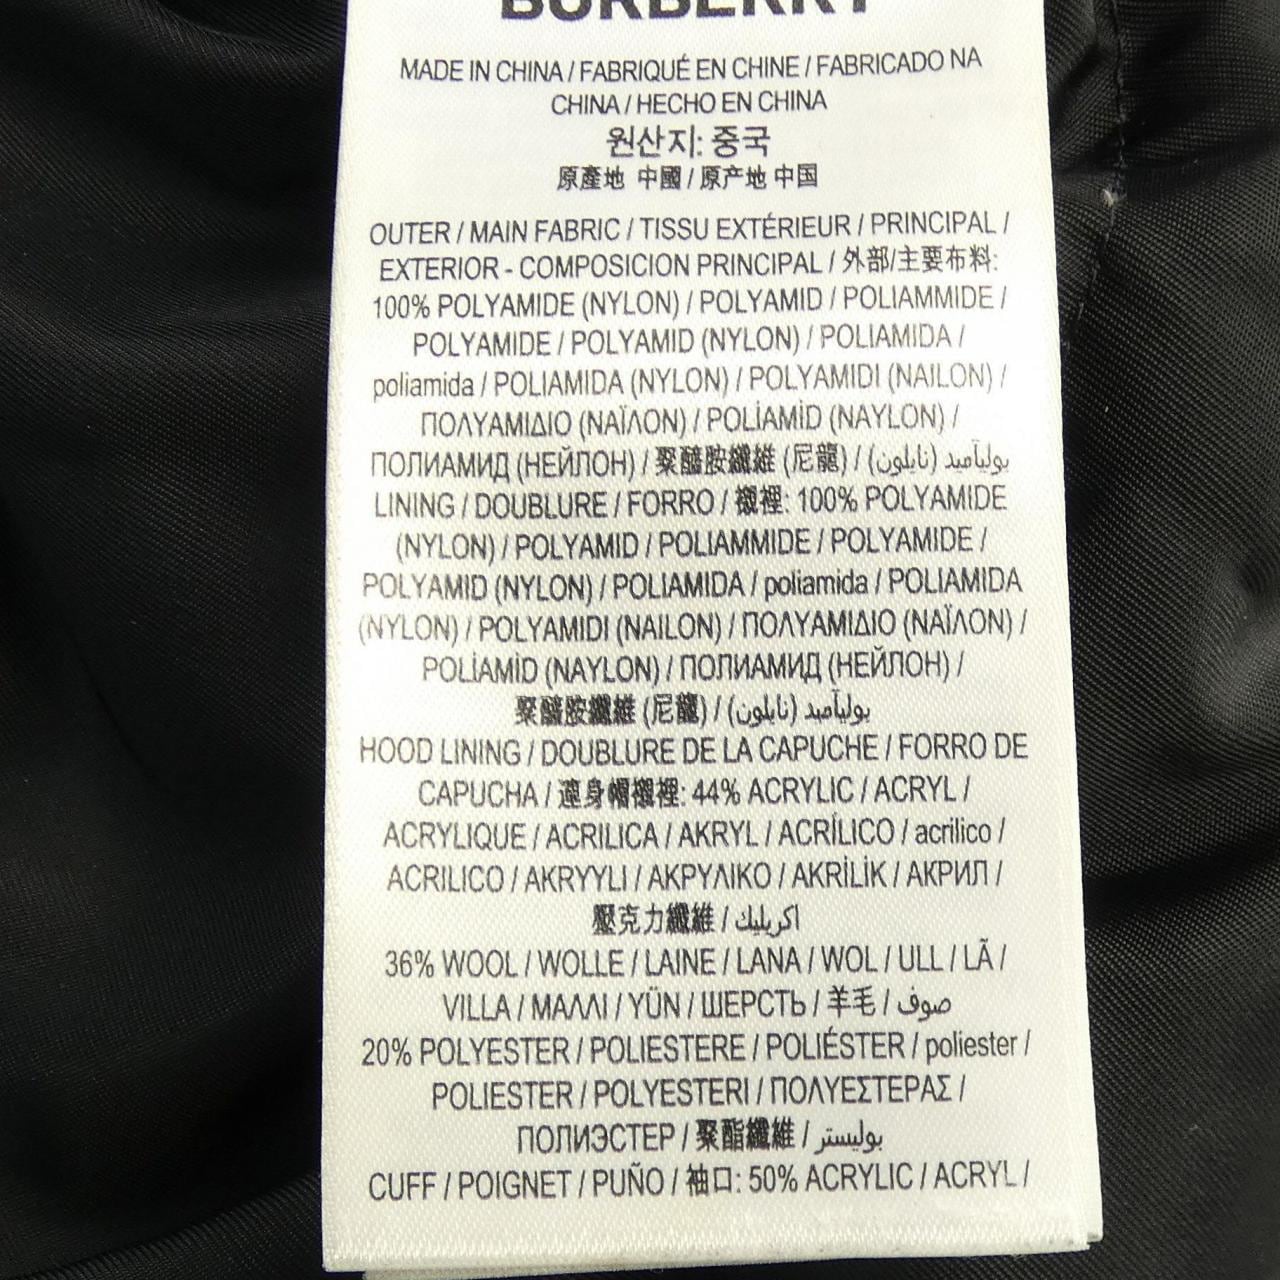 BURBERRY
MADE IN CHINA / FABRIQUÉ EN CHINE / FABRICADO NA
CHINA / HECHO EN CHINA
원산지: 중국
原產地 中國 / 原产地 中国
OUTER / MAIN FABRIC / TISSU EXTÉRIEUR / PRINCIPAL /
EXTERIOR - COMPOSICION PRINCIPAL / 外部/主要布料:
100% POLYAMIDE (NYLON) / POLYAMID / POLIAMMIDE /
POLYAMIDE / POLYAMID (NYLON) / POLIAMIDA /
poliamida / POLIAMIDA (NYLON) / POLYAMIDI (NAILON) /
ΠΟΛΥΑΜΙΔΙΟ (ΝΑΪΛΟΝ) / POLİAMİD (NAYLON) /
ПОЛИАМИД (НЕЙЛОН) / 聚醯胺纖維 (尼龍) / بوليآميد (نايلون)
LINING / DOUBLURE / FORRO / 襯裡: 100% POLYAMIDE
(NYLON) / POLYAMID / POLIAMMIDE / POLYAMIDE /
POLYAMID (NYLON) / POLIAMIDA / poliamida / POLIAMIDA
(NYLON) / POLYAMIDI (NAILON) / ΠΟΛΥΑΜΙΔΙΟ (ΝΑΪΛΟΝ) /
POLİAMİD (NAYLON) / ПОЛИАМИД (НЕЙЛОН) /
聚醯胺纖維 (尼龍) / بوليآميد (نايلون)
HOOD LINING / DOUBLURE DE LA CAPUCHE / FORRO DE
CAPUCHA / 連身帽襯裡: 44% ACRYLIC / ACRYL /
ACRYLIQUE / ACRILICA / AKRYL / ACRÍLICO / acrilico /
ACRILICO / AKRYYLI / ΑΚΡΥΛΙΚΟ / AKRİLİK / АКРИЛ /
壓克力纖維 / اكريليك
36% WOOL / WOLLE / LAINE / LANA / WOL / ULL / LÃ /
VILLA / ΜΑΛΛΙ / YÜN / ШЕРСТЬ / 羊毛 / صوف
20% POLYESTER / POLIESTERE / POLIÉSTER / poliester /
POLIESTER / POLYESTERI / ΠΟΛΥΕΣΤΕΡΑΣ /
ПОЛИЭСТЕР / 聚酯纖維 / بوليستر
CUFF / POIGNET / PUÑO / 袖口: 50% ACRYLIC / ACRYL /